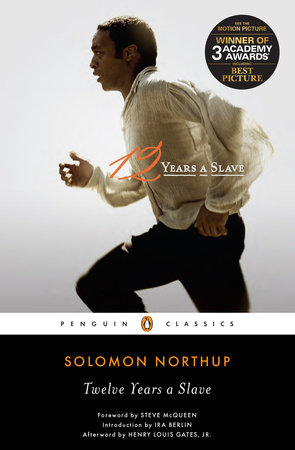 SEE THE
MOTION PICTURE
WINNER OF
3 ACADEMY
AWARDS
INCLUDING
BEST
PICTURE
12 YEARS A SLAVE
PENGUIN CLASSICS
SOLOMON NORTHUP
Twelve Years a Slave
Foreword by STEVE McQUEEN
Introduction by IRA BERLIN
Afterword by HENRY LOUIS GATES, JR.